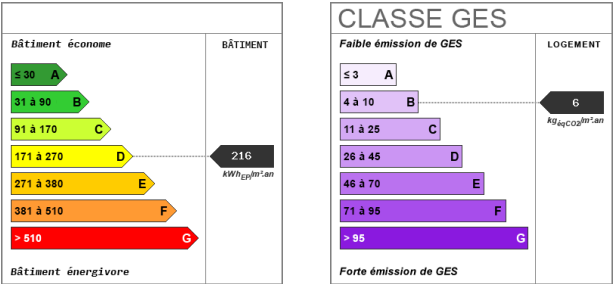 Bâtiment économe
BÂTIMENT
≤ 30 A
31 à 90 B
91 à 170 C
171 à 270 D
216
kWhEP/m².an
271 à 380 E
381 à 510 F
> 510 G
Bâtiment énergivore
CLASSE GES
Faible émission de GES
LOGEMENT
≤ 3 A
4 à 10 B
6
kgéqCO2/m².an
11 à 25 C
26 à 45 D
46 à 70 E
71 à 95 F
> 95 G
Forte émission de GES